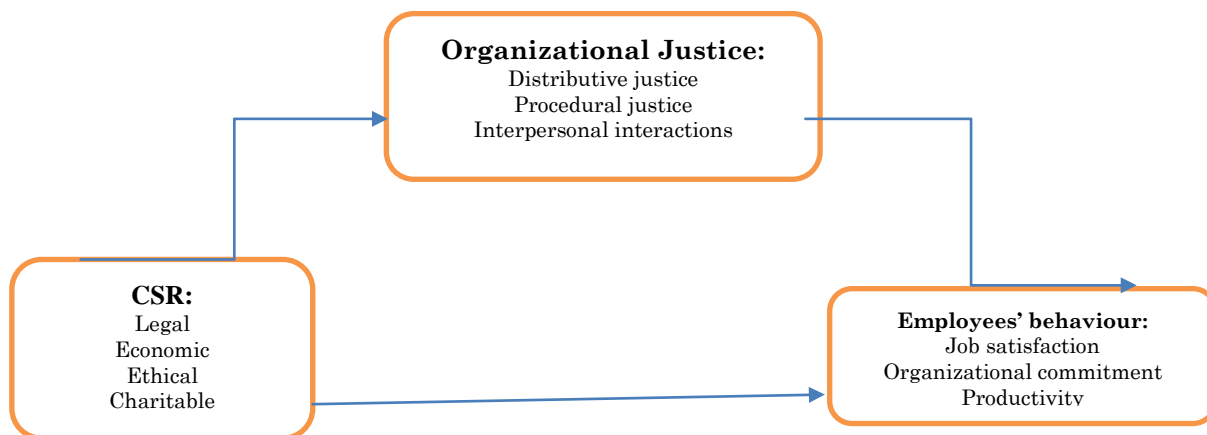 Organizational Justice:
Distributive justice
Procedural justice
Interpersonal interactions
CSR:
Legal
Economic
Ethical
Charitable
Employees’ behaviour:
Job satisfaction
Organizational commitment
Productivity